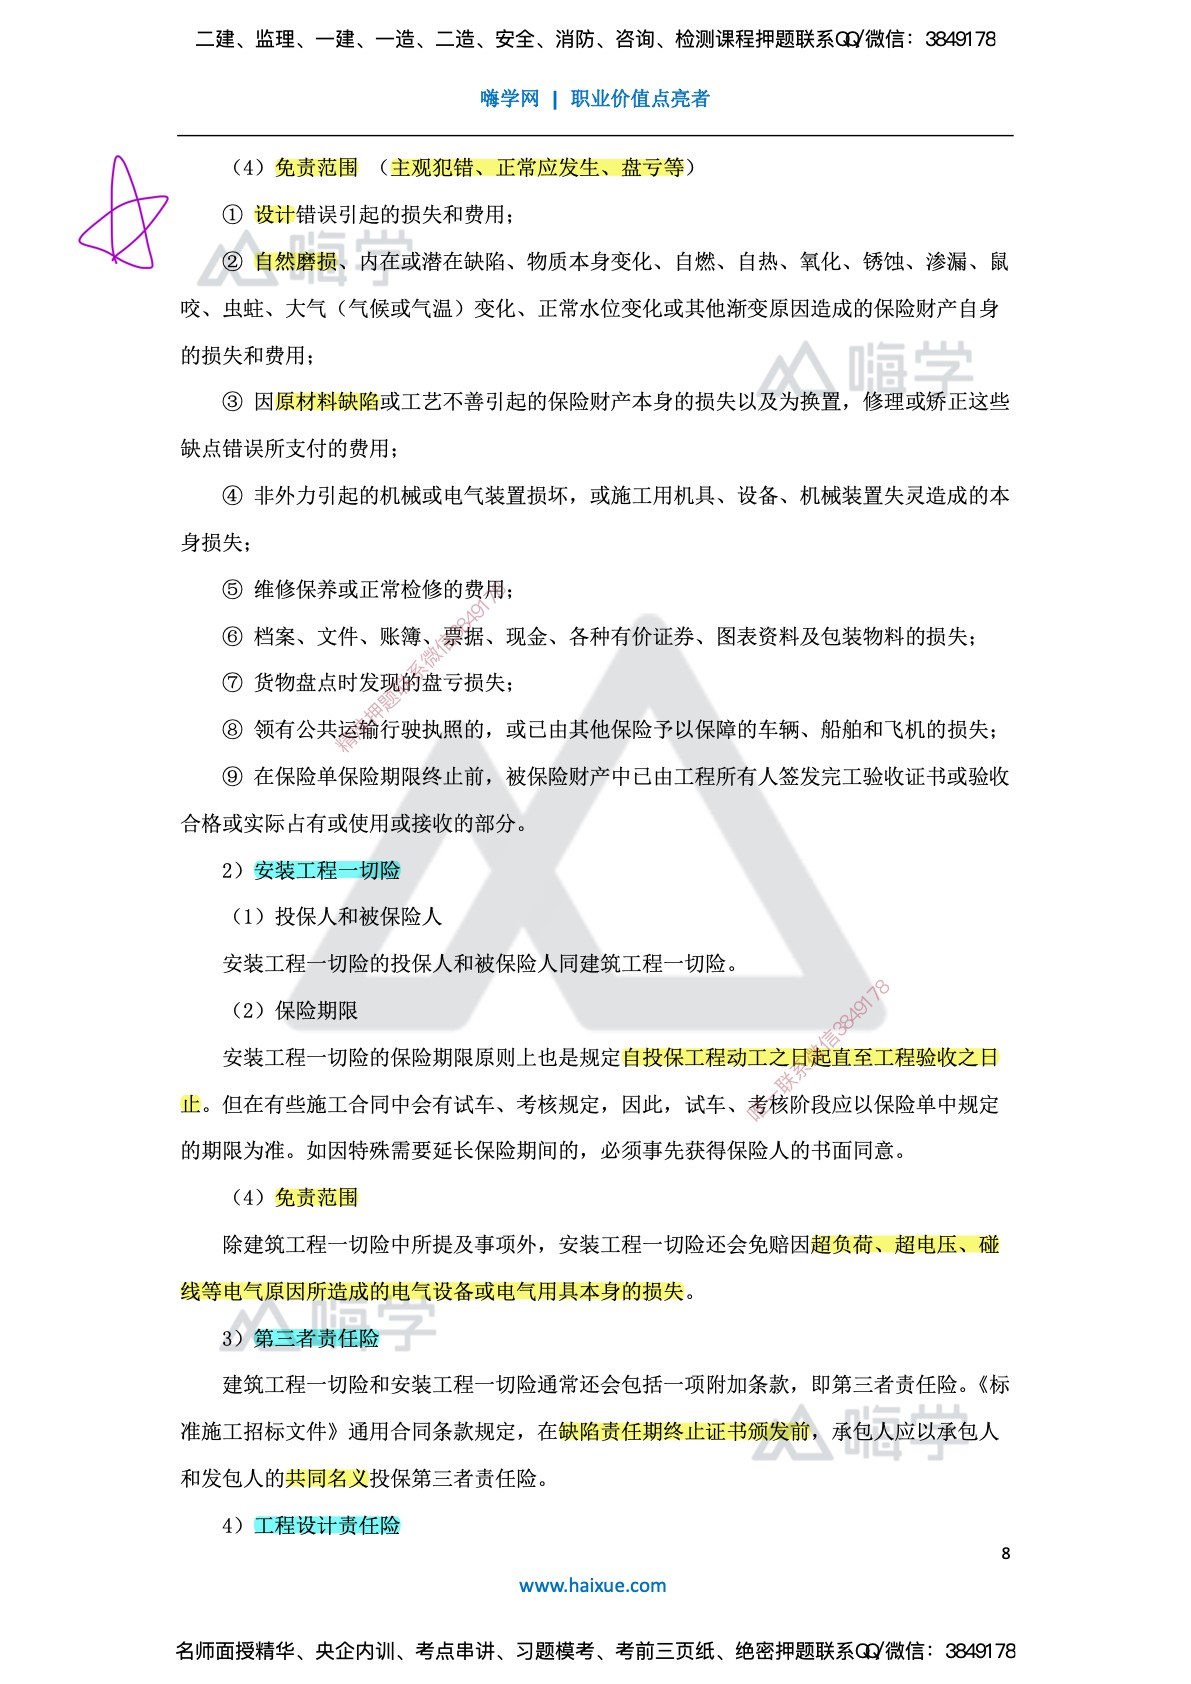 二建、监理、一建、一造、二造、安全、消防、咨询、检测课程押题联系QQ/微信：3849178
嗨学网 | 职业价值点亮者
（4）免责范围 （主观犯错、正常应发生、盘亏等）
① 设计错误引起的损失和费用；
嗨学
② 自然磨损、内在或潜在缺陷、物质本身变化、自燃、自热、氧化、锈蚀、渗漏、鼠
咬、虫蛀、大气（气候或气温）变化、正常水位变化或其他渐变原因造成的保险财产自身
的损失和费用；
嗨学
③ 因原材料缺陷或工艺不善引起的保险财产本身的损失以及为换置，修理或矫正这些
缺点错误所支付的费用；
④ 非外力引起的机械或电气装置损坏，或施工用机具、设备、机械装置失灵造成的本
身损失；
⑤ 维修保养或正常检修的费用；
⑥ 档案、文件、账簿、票据、现金、各种有价证券、图表资料及包装物料的损失；
⑦ 货物盘点时发现的盘亏损失；
精准押题联系微信3849178
⑧ 领有公共运输行驶执照的，或已由其他保险予以保障的车辆、船舶和飞机的损失；
⑨ 在保险单保险期限终止前，被保险财产中已由工程所有人签发完工验收证书或验收
合格或实际占有或使用或接收的部分。
2）安装工程一切险
（1）投保人和被保险人
安装工程一切险的投保人和被保险人同建筑工程一切险。
（2）保险期限
安装工程一切险的保险期限原则上也是规定自投保工程动工之日起直至工程验收之日
唯一联系微信3849178
止。但在有些施工合同中会有试车、考核规定，因此，试车、考核阶段应以保险单中规定
的期限为准。如因特殊需要延长保险期间的，必须事先获得保险人的书面同意。
（4）免责范围
除建筑工程一切险中所提及事项外，安装工程一切险还会免赔因超负荷、超电压、碰
线等电气原因所造成的电气设备或电气用具本身的损失。
嗨学
3）第三者责任险
建筑工程一切险和安装工程一切险通常还会包括一项附加条款，即第三者责任险。《标
准施工招标文件》通用合同条款规定，在缺陷责任期终止证书颁发前，承包人应以承包人
嗨学
和发包人的共同名义投保第三者责任险。
4）工程设计责任险
8
www.haixue.com
名师面授精华、央企内训、考点串讲、习题模考、考前三页纸、绝密押题联系QQ/微信：3849178